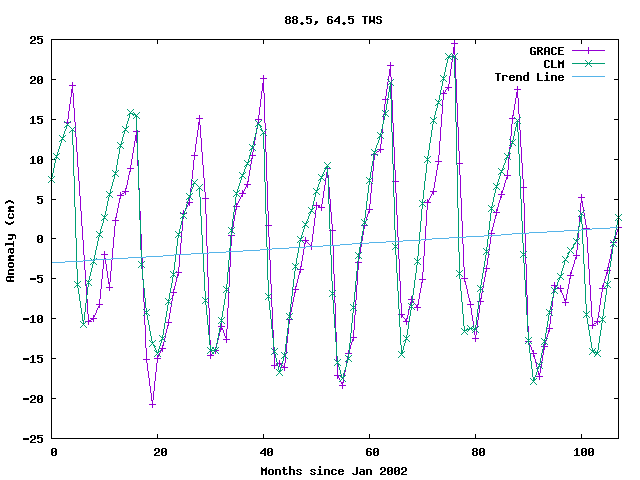 88.5, 64.5 TWS
GRACE
CLM
Trend Line
25
20
15
10
5
0
-5
-10
-15
-20
-25
Anomaly (cm)
0 20 40 60 80 100
Months since Jan 2002